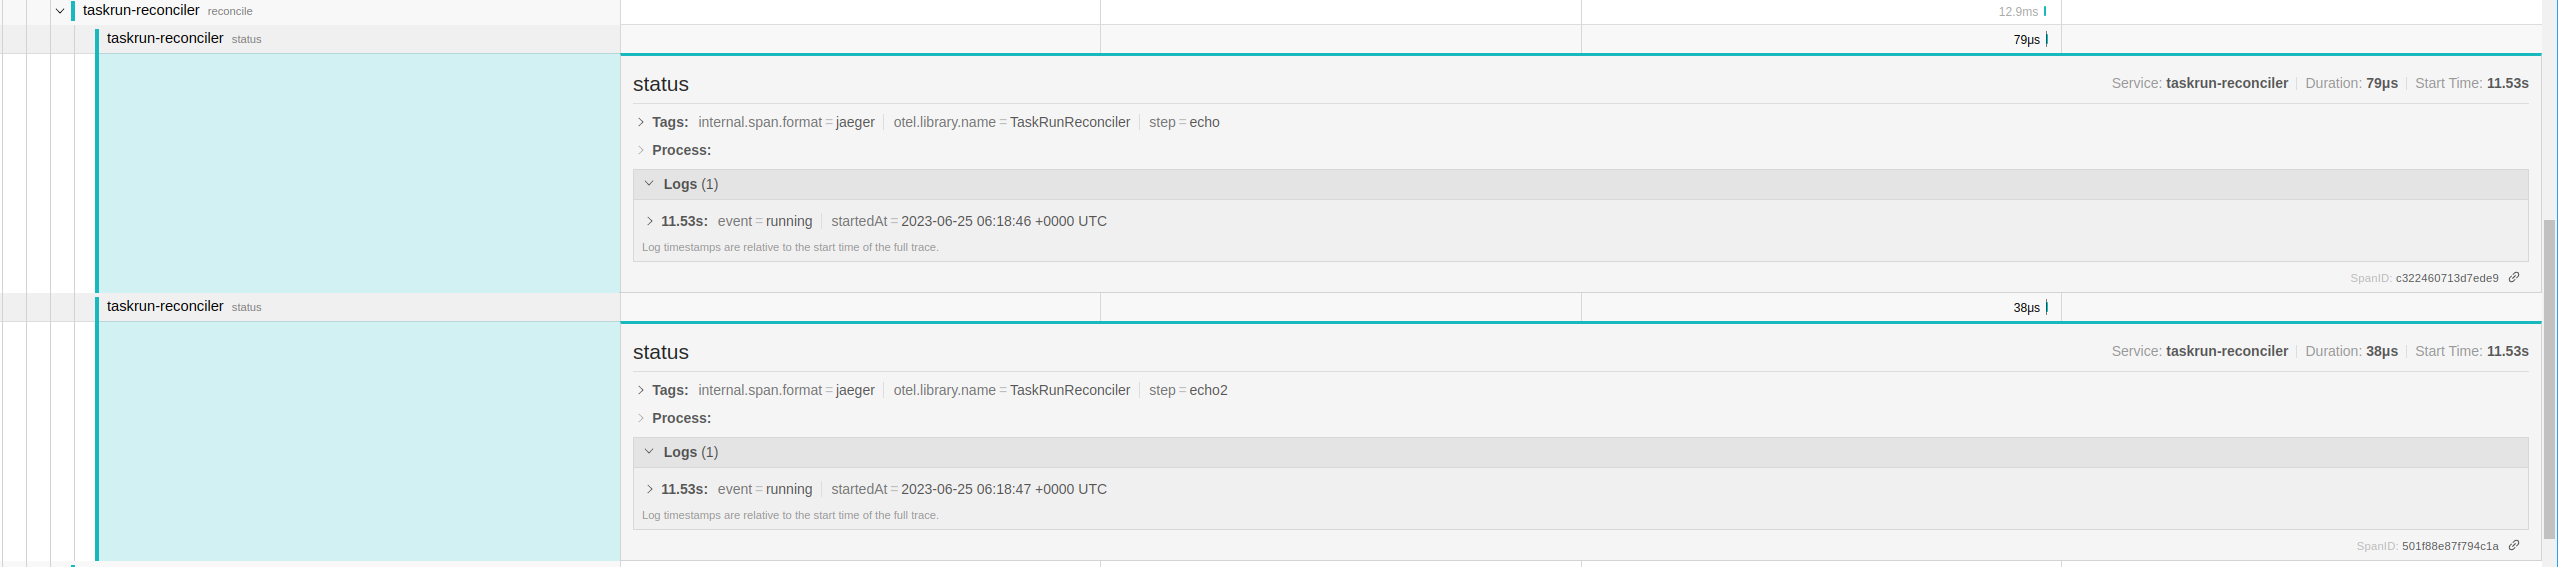 taskrun-reconciler reconcile 12.9ms
taskrun-reconciler status 79μs
status Service: taskrun-reconciler Duration: 79μs Start Time: 11.53s
Tags: internal.span.format = jaeger otel.library.name = TaskRunReconciler step = echo
Process:
Logs (1)
11.53s: event = running startedAt = 2023-06-25 06:18:46 +0000 UTC
Log timestamps are relative to the start time of the full trace.
SpanID: c322460713d7ede9
taskrun-reconciler status 38μs
status Service: taskrun-reconciler Duration: 38μs Start Time: 11.53s
Tags: internal.span.format = jaeger otel.library.name = TaskRunReconciler step = echo2
Process:
Logs (1)
11.53s: event = running startedAt = 2023-06-25 06:18:47 +0000 UTC
Log timestamps are relative to the start time of the full trace.
SpanID: 501f88e87f794c1a